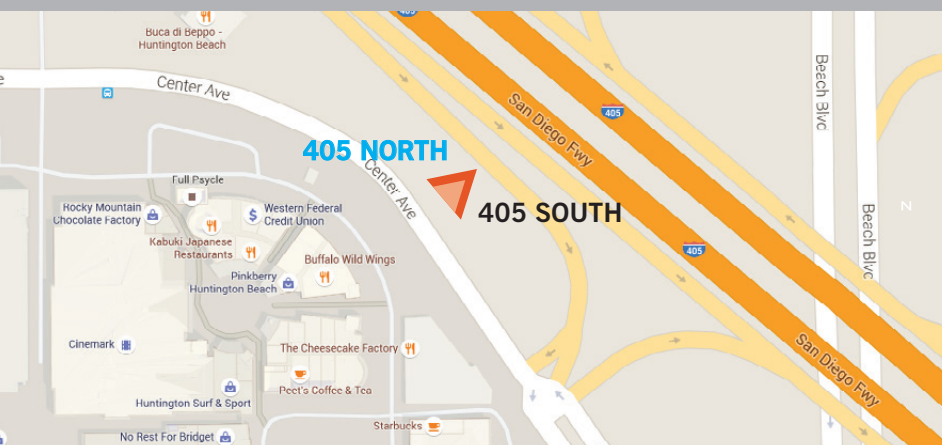 405
Buca di Beppo -
Huntington Beach
e
Center Ave
Beach Blvd
San Diego Fwy
405
405 NORTH
Center Ave
Full Psycle
Rocky Mountain
Chocolate Factory
$
Western Federal
Credit Union
405 SOUTH
Z
Beach Blvd
Kabuki Japanese
Restaurants
405
Buffalo Wild Wings
Pinkberry
Huntington Beach
Cinemark
The Cheesecake Factory
San Diego Fwy
Peet's Coffee & Tea
Huntington Surf & Sport
Starbucks
No Rest For Bridget